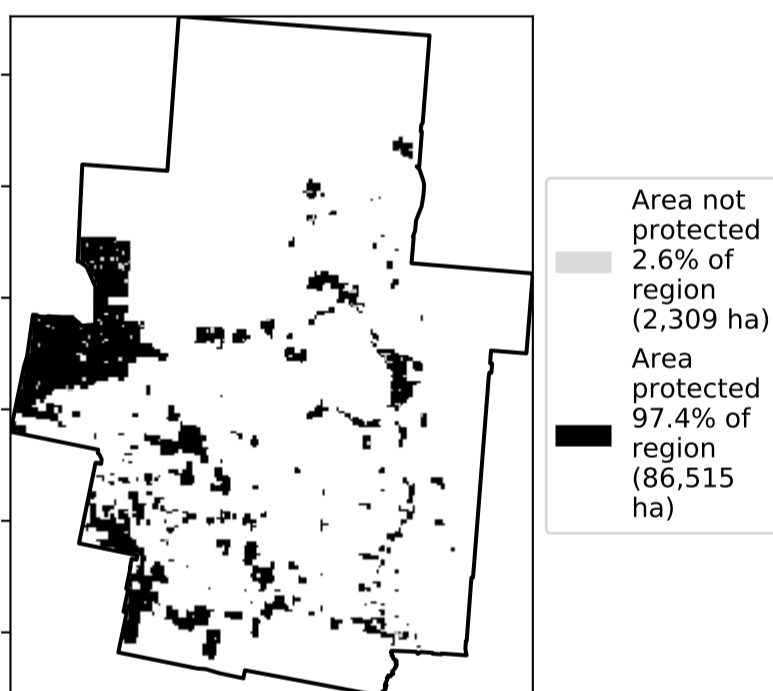 Area not
protected
2.6% of
region
(2,309 ha)
Area
protected
97.4% of
region
(86,515
ha)